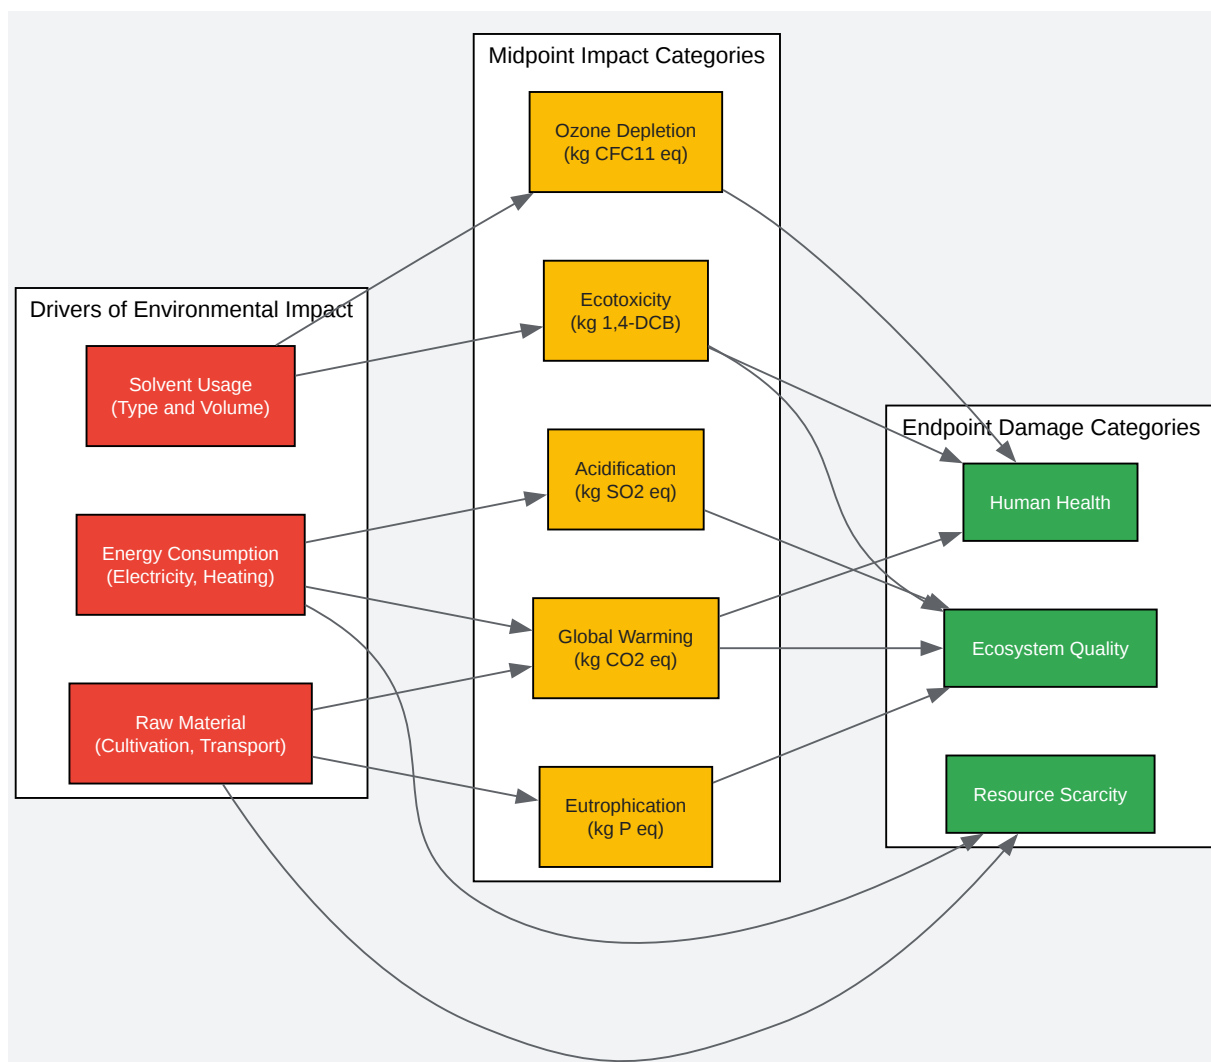 Drivers of Environmental Impact
Solvent Usage
(Type and Volume)
Energy Consumption
(Electricity, Heating)
Raw Material
(Cultivation, Transport)
Midpoint Impact Categories
Ozone Depletion
(kg CFC11 eq)
Ecotoxicity
(kg 1,4-DCB)
Acidification
(kg SO2 eq)
Global Warming
(kg CO2 eq)
Eutrophication
(kg P eq)
Endpoint Damage Categories
Human Health
Ecosystem Quality
Resource Scarcity